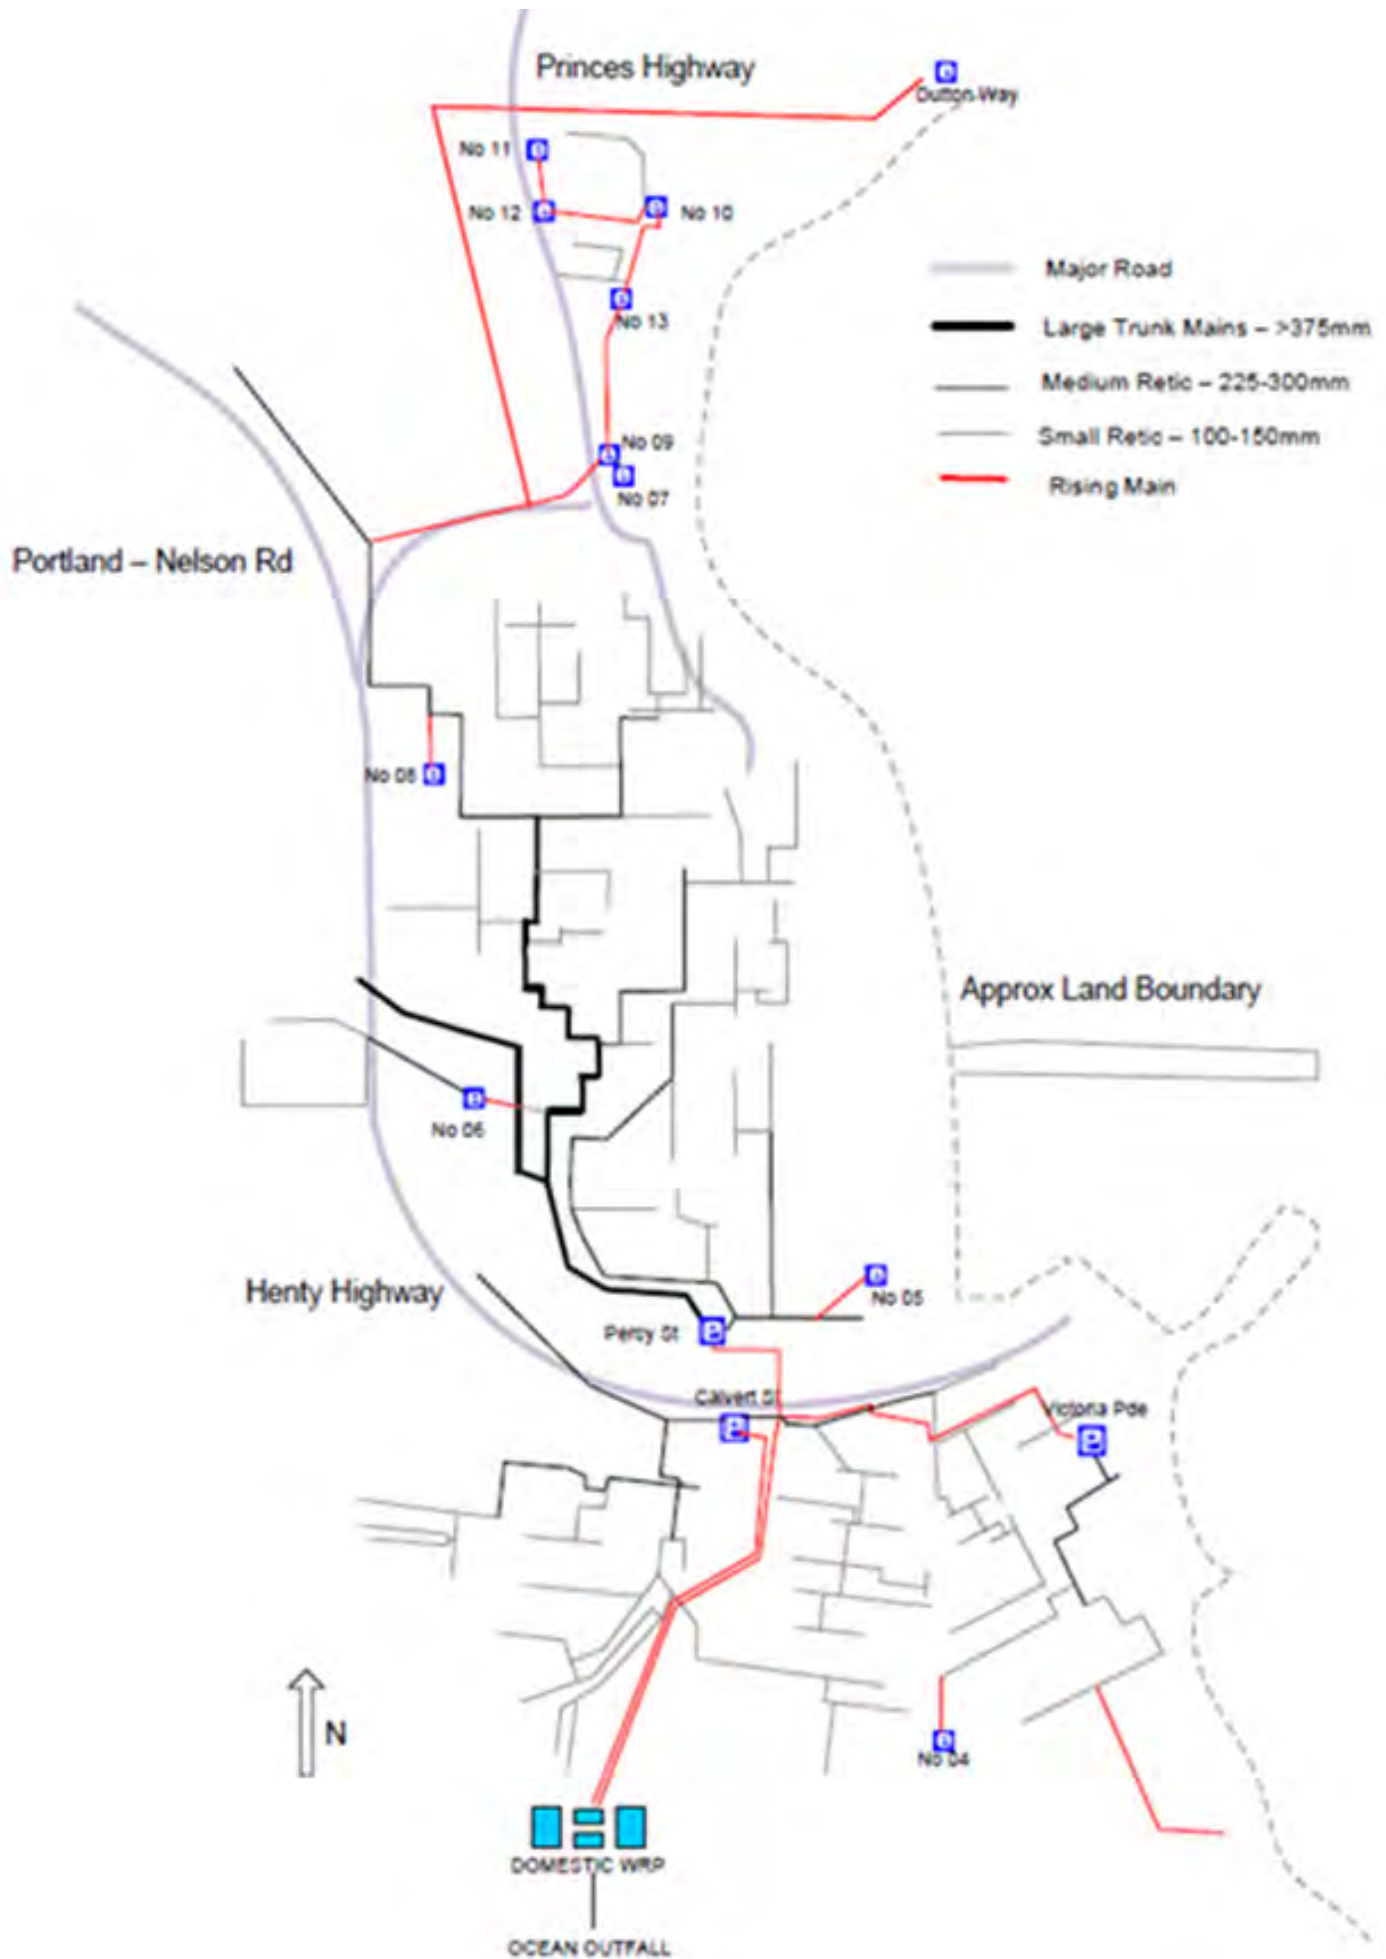 Princes Highway
Dutton Way
No 11
No 12
No 10
Major Road
No 13
Large Trunk Mains – >375mm
Medium Retic – 225-300mm
No 09
Small Retic – 100-150mm
No 07
Rising Main
Portland – Nelson Rd
No 08
Approx Land Boundary
No 06
Henty Highway
No 05
Percy St
Calvert St
Victoria Pde
N
No 04
DOMESTIC WRP
OCEAN OUTFALL